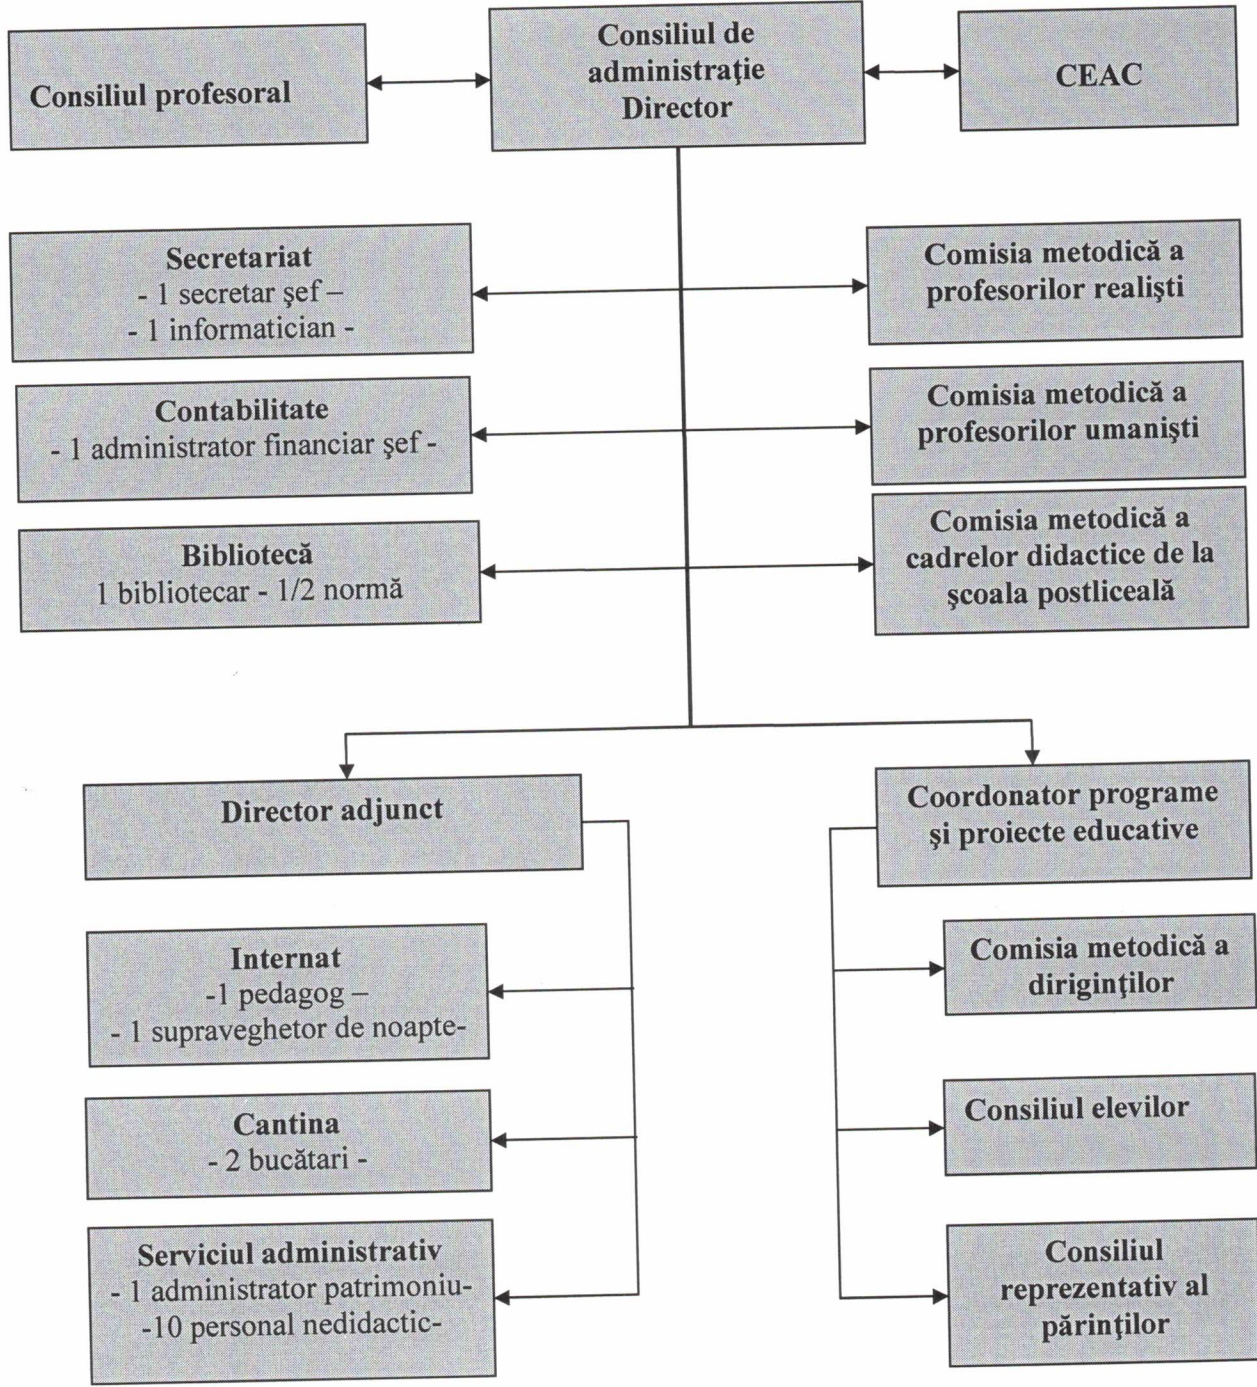 Consiliul profesoral
Consiliul de
administraţie
Director
CEAC
Secretariat
- 1 secretar şef –
- 1 informatician -
Comisia metodică a
profesorilor realişti
Contabilitate
- 1 administrator financiar şef -
Comisia metodică a
profesorilor umanişti
Bibliotecă
1 bibliotecar - 1/2 normă
Comisia metodică a
cadrelor didactice de la
şcoala postliceală
Director adjunct
Coordonator programe
şi proiecte educative
Internat
-1 pedagog –
- 1 supraveghetor de noapte-
Comisia metodică a
diriginţilor
Cantina
- 2 bucătari -
Consiliul elevilor
Serviciul administrativ
- 1 administrator patrimoniu-
-10 personal nedidactic-
Consiliul
reprezentativ al
părinţilor